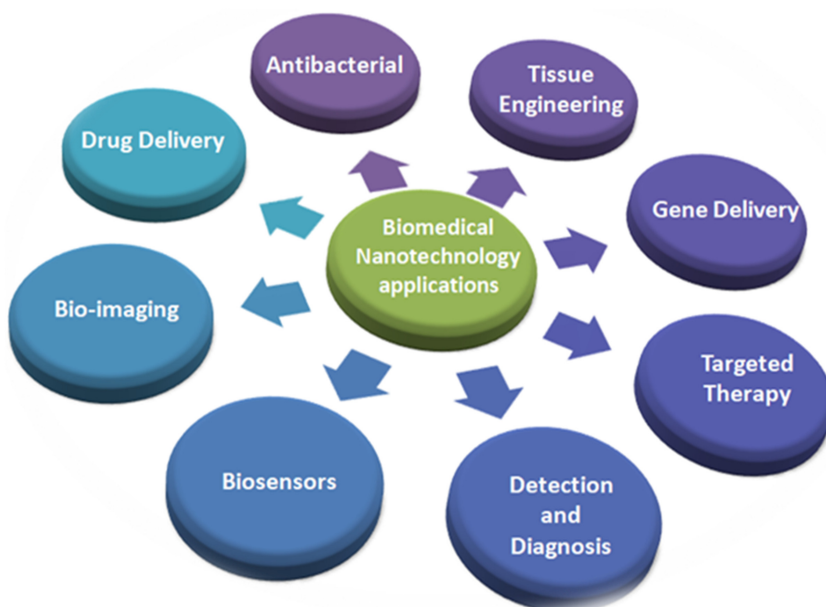 Antibacterial
Tissue
Engineering
Drug Delivery
Gene Delivery
Biomedical
Nanotechnology
applications
Bio-imaging
Targeted
Therapy
Biosensors
Detection
and
Diagnosis